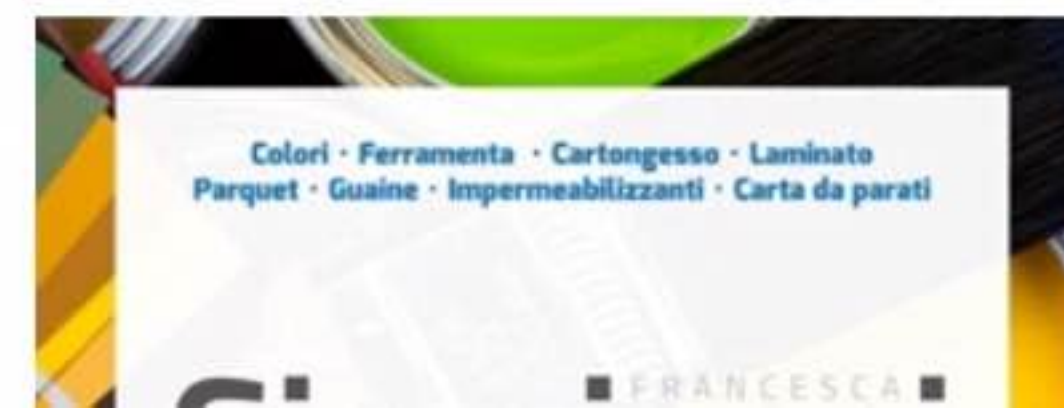 Colori · Ferramenta · Cartongesso · Laminato
Parquet · Guaine · Impermeabilizzanti · Carta da parati
FRANCESCA